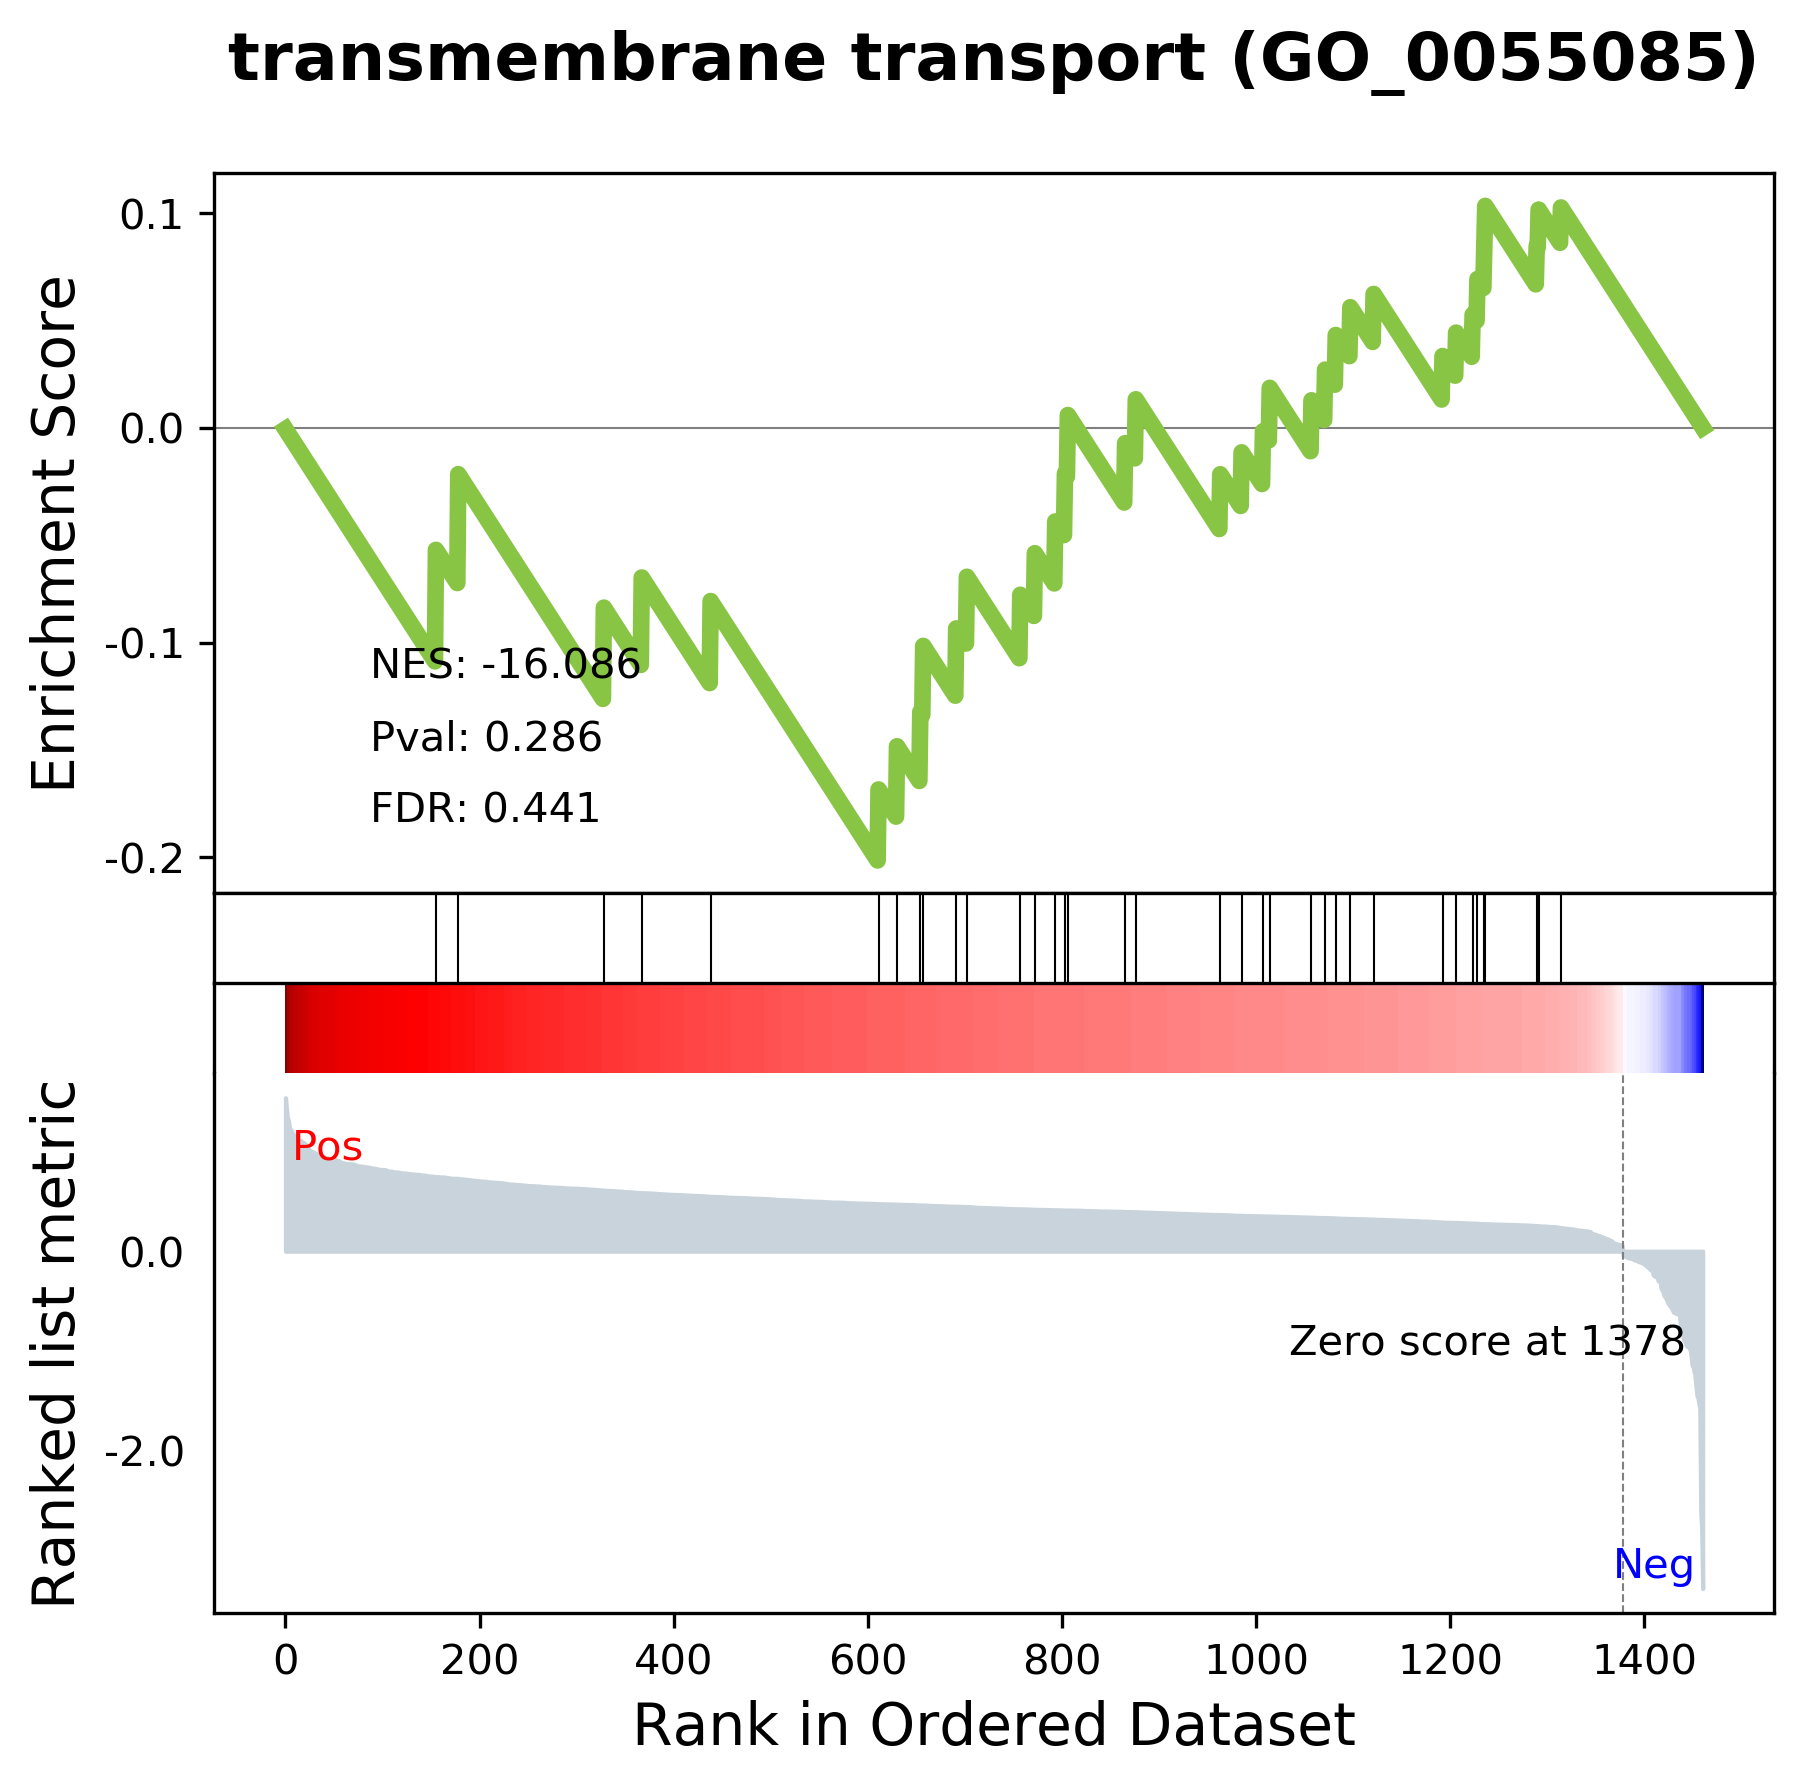 transmembrane transport (GO_0055085)
Enrichment Score
0.1
0.0
-0.1
-0.2
NES: -16.086
Pval: 0.286
FDR: 0.441
Ranked list metric
0.0
-2.0
Pos
Zero score at 1378
Neg
0 200 400 600 800 1000 1200 1400
Rank in Ordered Dataset